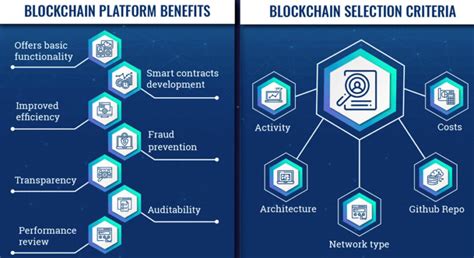 BLOCKCHAIN PLATFORM BENEFITS
Offers basic
functionality
Smart contracts
development
Improved
efficiency
Fraud
prevention
Transparency
Auditability
Performance
review
BLOCKCHAIN SELECTION CRITERIA
Activity
Costs
Architecture
Github Repo
Network type